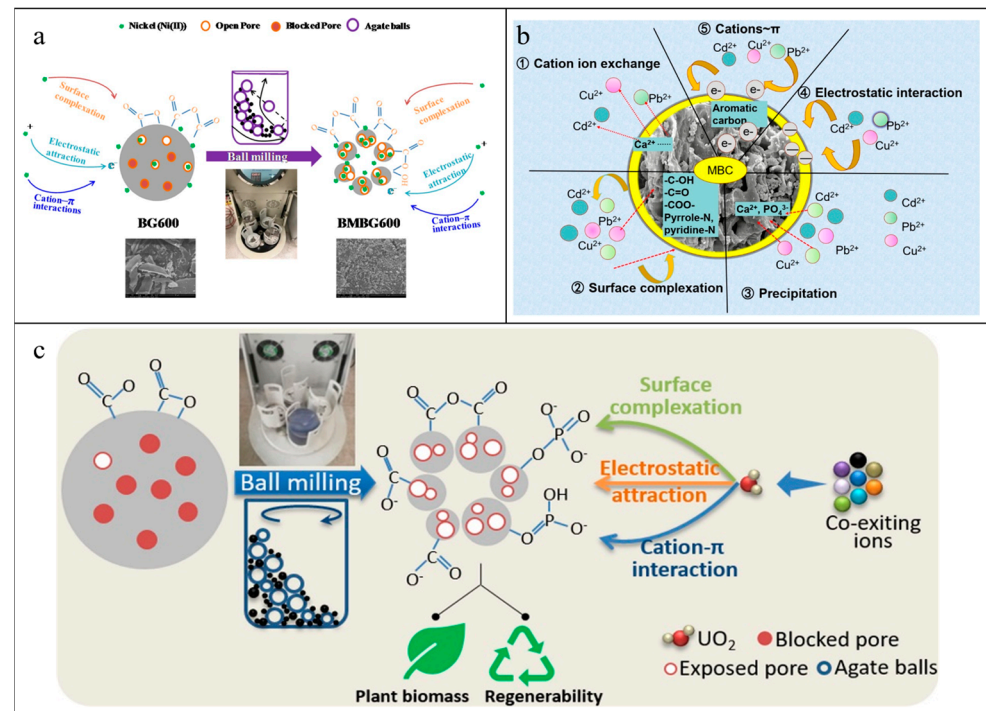 a
Nickel (Ni(II)) Open Pore Blocked Pore Agate balls
Surface
complexation
+
Electrostatic
attraction
e-
Cation-π
interactions
BG600
Ball milling
Surface
complexation
+
Electrostatic
attraction
e-
Cation-π
interactions
BMBG600
O O O O O
OH
b
⑤ Cations~π
Cd²⁺ Cu²⁺ Pb²⁺
① Cation ion exchange
Cu²⁺
Pb²⁺
Cd²⁺
Ca²⁺ ······
e- e-
Aromatic
carbon
e- e-
④ Electrostatic interaction
Cd²⁺
Pb²⁺
Cu²⁺
MBC
-C-OH
-C=O
-COO-
Pyrrole-N,
pyridine-N
Cd²⁺
Pb²⁺
Cu²⁺
② Surface complexation
Ca²⁺, PO₄³⁻
Cd²⁺
Pb²⁺
Cu²⁺
Cd²⁺
Pb²⁺
Cu²⁺
③ Precipitation
c
O C O
O C O
Ball milling
O O O
C C
O C O-
O C O-
O P O- O-
OH
O P O-
Surface
complexation
Electrostatic
attraction
Cation-π
interaction
Co-exiting
ions
Plant biomass Regenerability
UO₂ Blocked pore
Exposed pore Agate balls